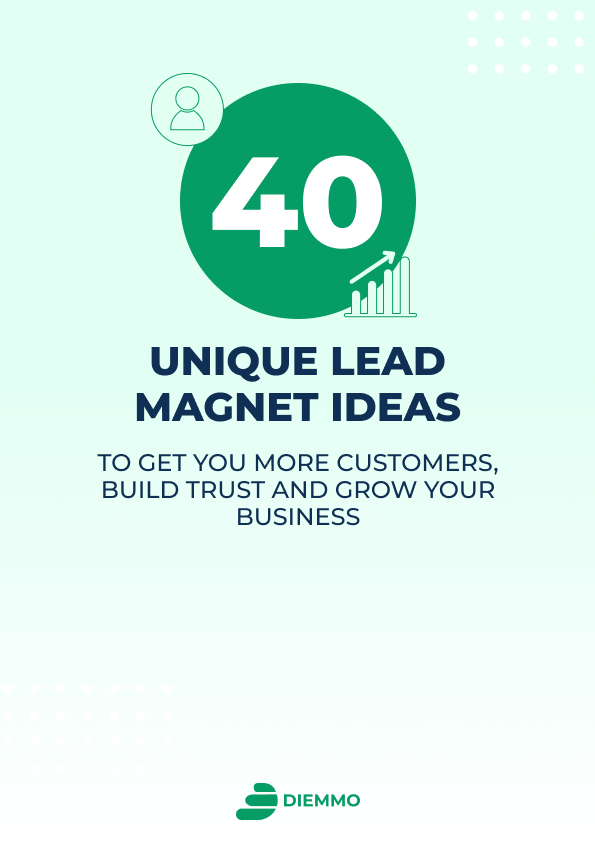 40
UNIQUE LEAD
MAGNET IDEAS
TO GET YOU MORE CUSTOMERS,
BUILD TRUST AND GROW YOUR
BUSINESS
DIEMMO